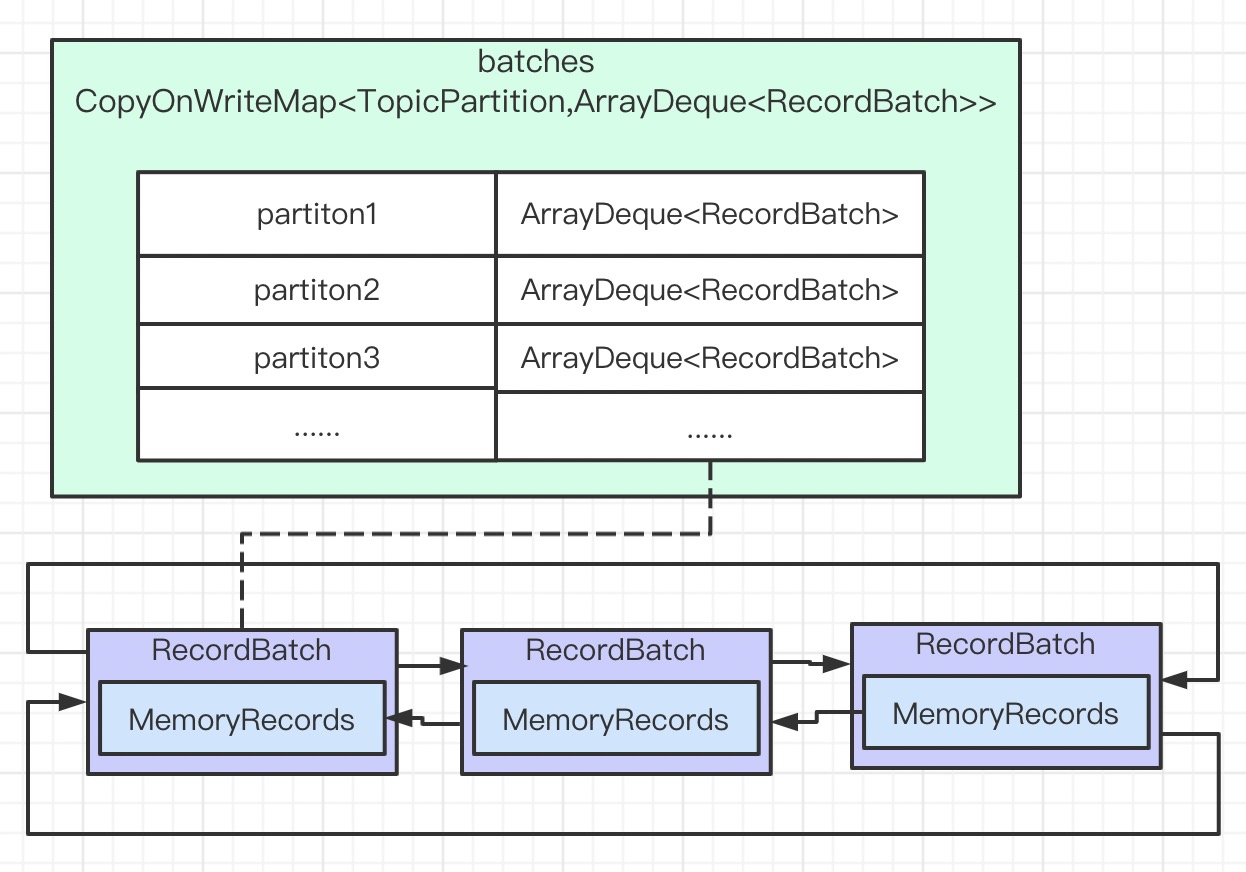 batches
CopyOnWriteMap<TopicPartition,ArrayDeque<RecordBatch>>
partiton1 ArrayDeque<RecordBatch>
partiton2 ArrayDeque<RecordBatch>
partiton3 ArrayDeque<RecordBatch>
...... ......
RecordBatch RecordBatch RecordBatch
MemoryRecords MemoryRecords MemoryRecords